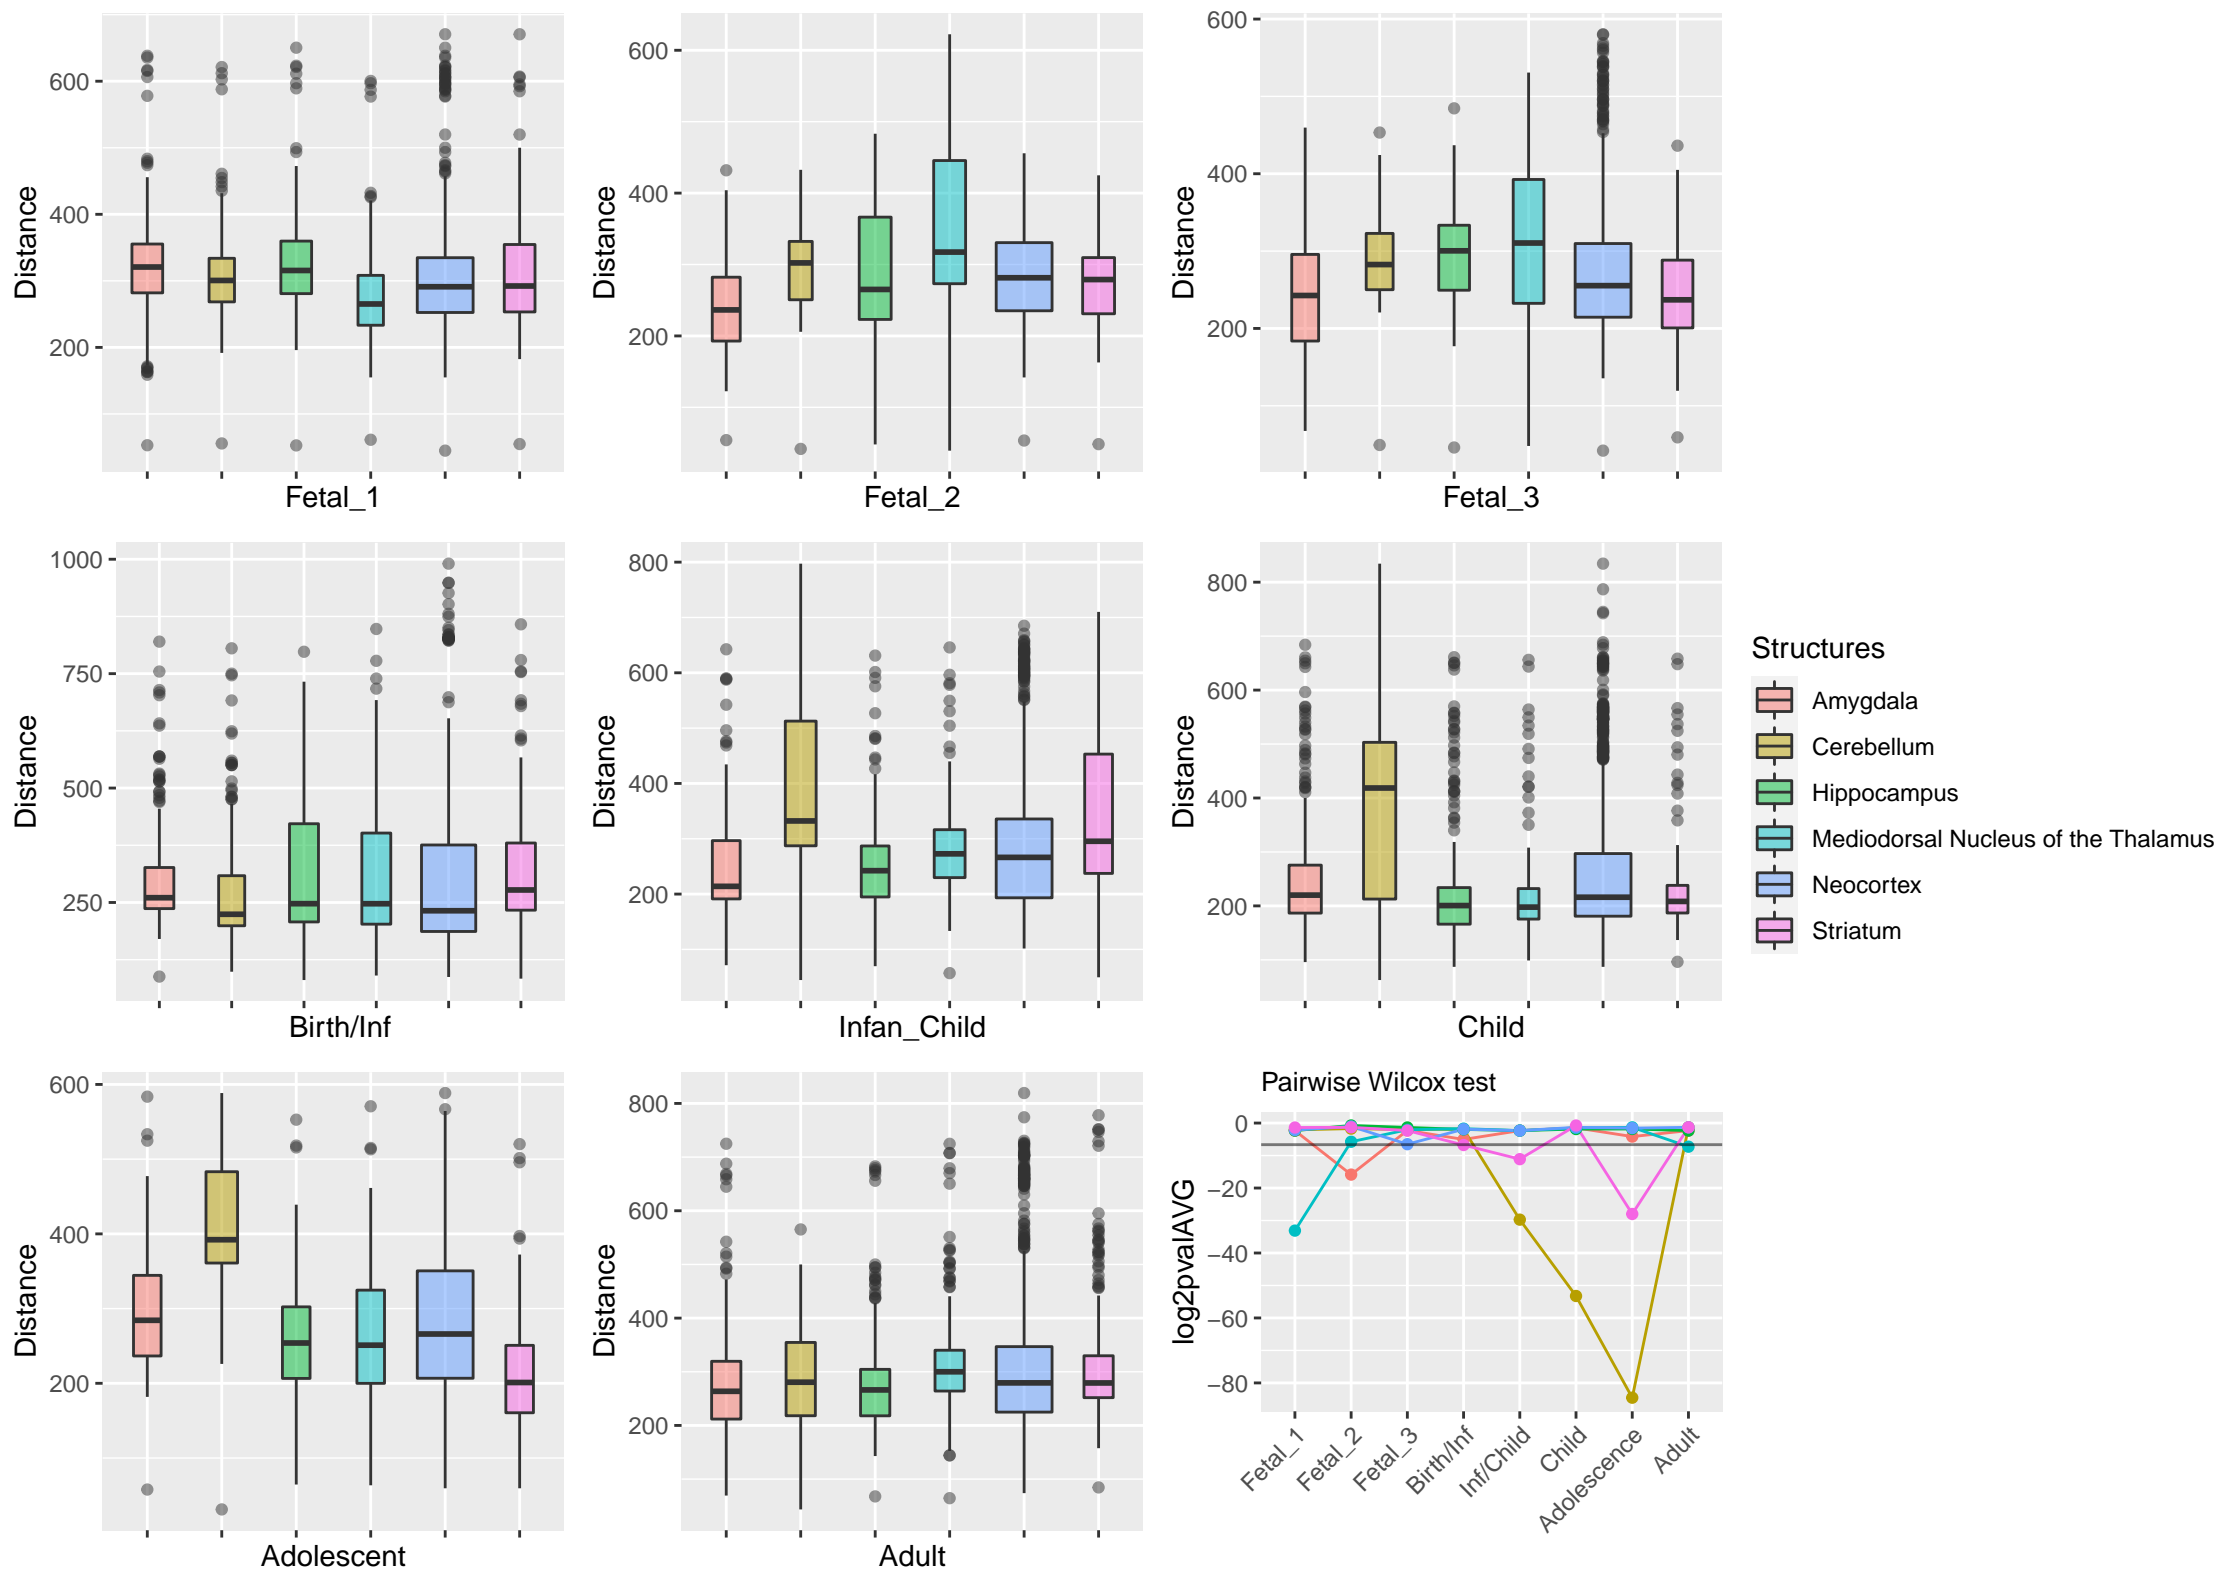 600
400
200
Distance
Fetal_1
600
400
200
Distance
Fetal_2
600
400
200
Distance
Fetal_3
1000
750
500
250
Distance
Birth/Inf
800
600
400
200
Distance
Infan_Child
800
600
400
200
Distance
Child
Structures
Amygdala
Cerebellum
Hippocampus
Mediodorsal Nucleus of the Thalamus
Neocortex
Striatum
600
400
200
Distance
Adolescent
800
600
400
200
Distance
Adult
Pairwise Wilcox test
0
−20
−40
−60
−80
log2pvalAVG
Fetal_1
Fetal_2
Fetal_3
Birth/Inf
Inf/Child
Child
Adolescence
Adult